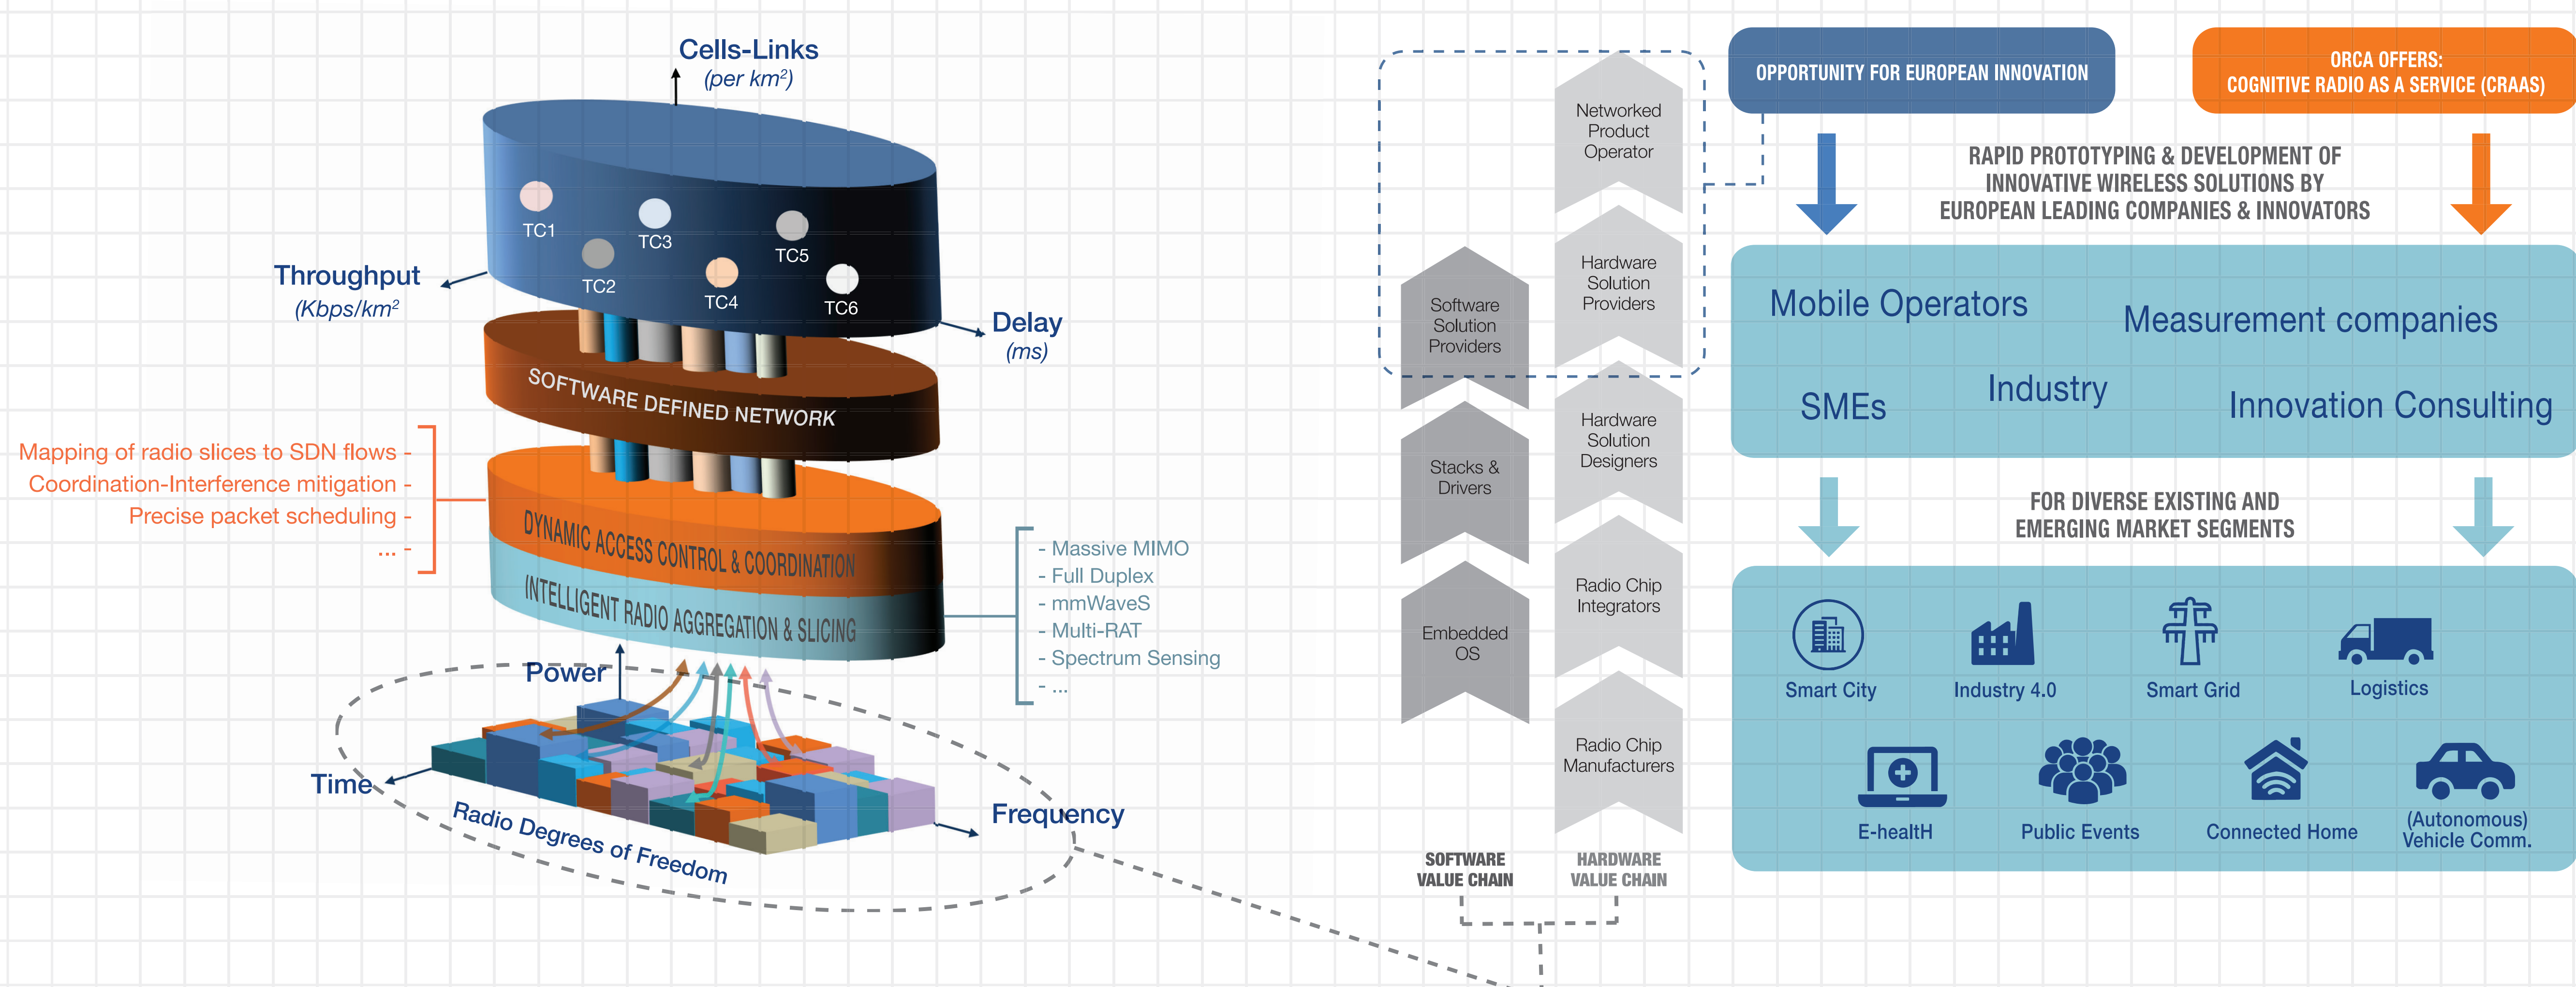 Cells-Links
(per km²)
TC1
TC3
TC5
TC2
TC4
TC6
Throughput
(Kbps/km²
Delay
(ms)
SOFTWARE DEFINED NETWORK
Mapping of radio slices to SDN flows -
Coordination-Interference mitigation -
Precise packet scheduling -
... -
DYNAMIC ACCESS CONTROL & COORDINATION
INTELLIGENT RADIO AGGREGATION & SLICING
- Massive MIMO
- Full Duplex
- mmWaveS
- Multi-RAT
- Spectrum Sensing
- ...
Power
Time
Frequency
Radio Degrees of Freedom
Software
Solution
Providers
Stacks &
Drivers
Embedded
OS
SOFTWARE
VALUE CHAIN
Networked
Product
Operator
Hardware
Solution
Providers
Hardware
Solution
Designers
Radio Chip
Integrators
Radio Chip
Manufacturers
HARDWARE
VALUE CHAIN
OPPORTUNITY FOR EUROPEAN INNOVATION
ORCA OFFERS:
COGNITIVE RADIO AS A SERVICE (CRAAS)
RAPID PROTOTYPING & DEVELOPMENT OF
INNOVATIVE WIRELESS SOLUTIONS BY
EUROPEAN LEADING COMPANIES & INNOVATORS
Mobile Operators
Measurement companies
SMEs
Industry
Innovation Consulting
FOR DIVERSE EXISTING AND
EMERGING MARKET SEGMENTS
Smart City
Industry 4.0
Smart Grid
Logistics
E-healtH
Public Events
Connected Home
(Autonomous)
Vehicle Comm.